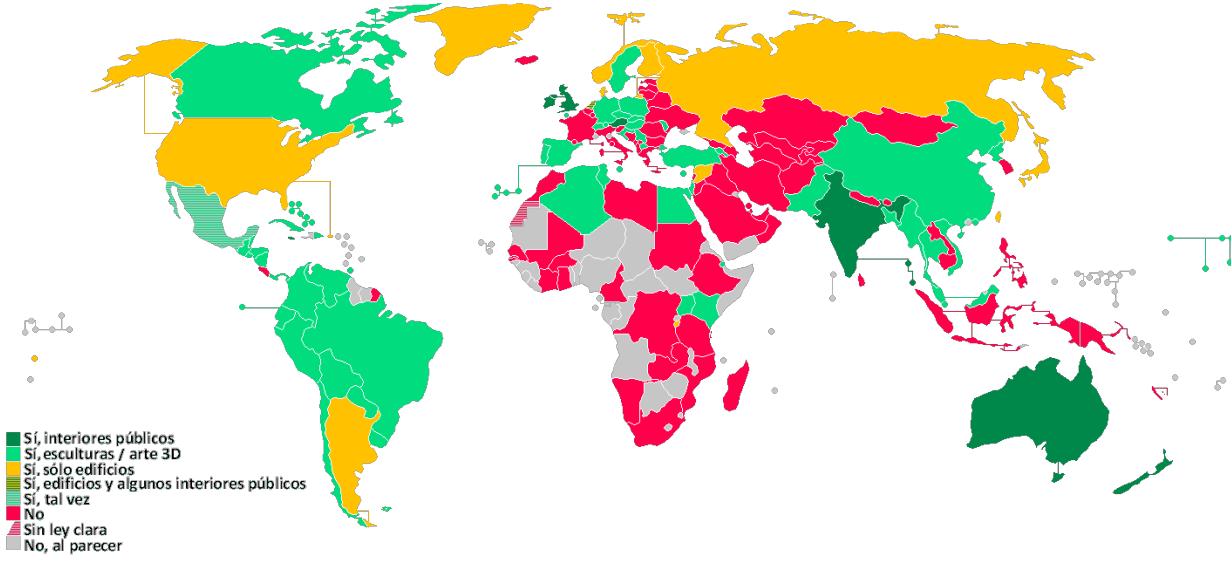 Sí, interiores públicos
Sí, esculturas / arte 3D
Sí, sólo edificios
Sí, edificios y algunos interiores públicos
Sí, tal vez
No
Sin ley clara
No, al parecer